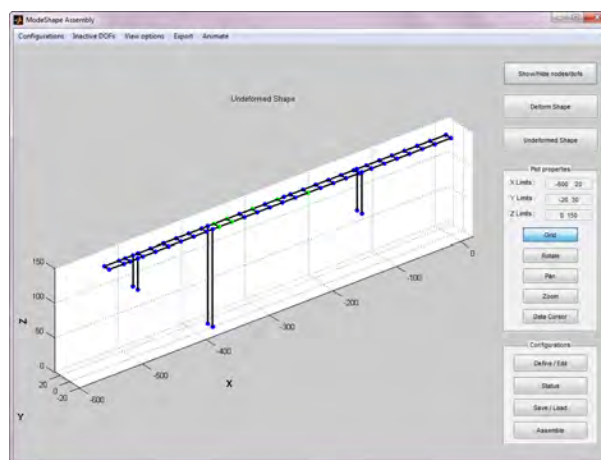 ModeShape Assembly
Configurations Inactive DOFs View options Export Animate
Show/Hide nodes/dofs
Undeformed Shape
Deform Shape
Undeformed Shape
Plot properties
X Limits : -600 20
Y Limits : -20 30
Z Limits : 0 150
Grid
Rotate
Pan
Zoom
Data Cursor
Configurations
Define / Edit
Status
Save / Load
Assemble
150
100
50
0
Z
20
0
-20
Y
-600
-500
-400
-300
-200
-100
0
X